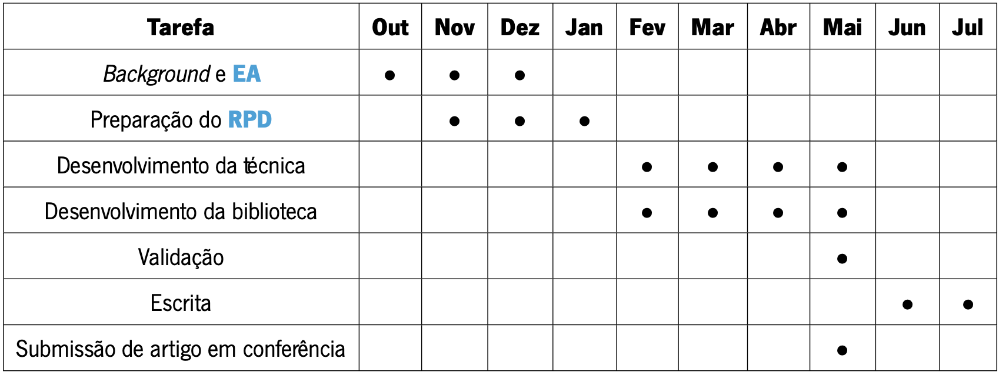 Tarefa Out Nov Dez Jan Fev Mar Abr Mai Jun Jul
Background e EA ● ● ●
Preparação do RPD ● ● ●
Desenvolvimento da técnica ● ● ● ●
Desenvolvimento da biblioteca ● ● ● ●
Validação ●
Escrita ● ●
Submissão de artigo em conferência ●